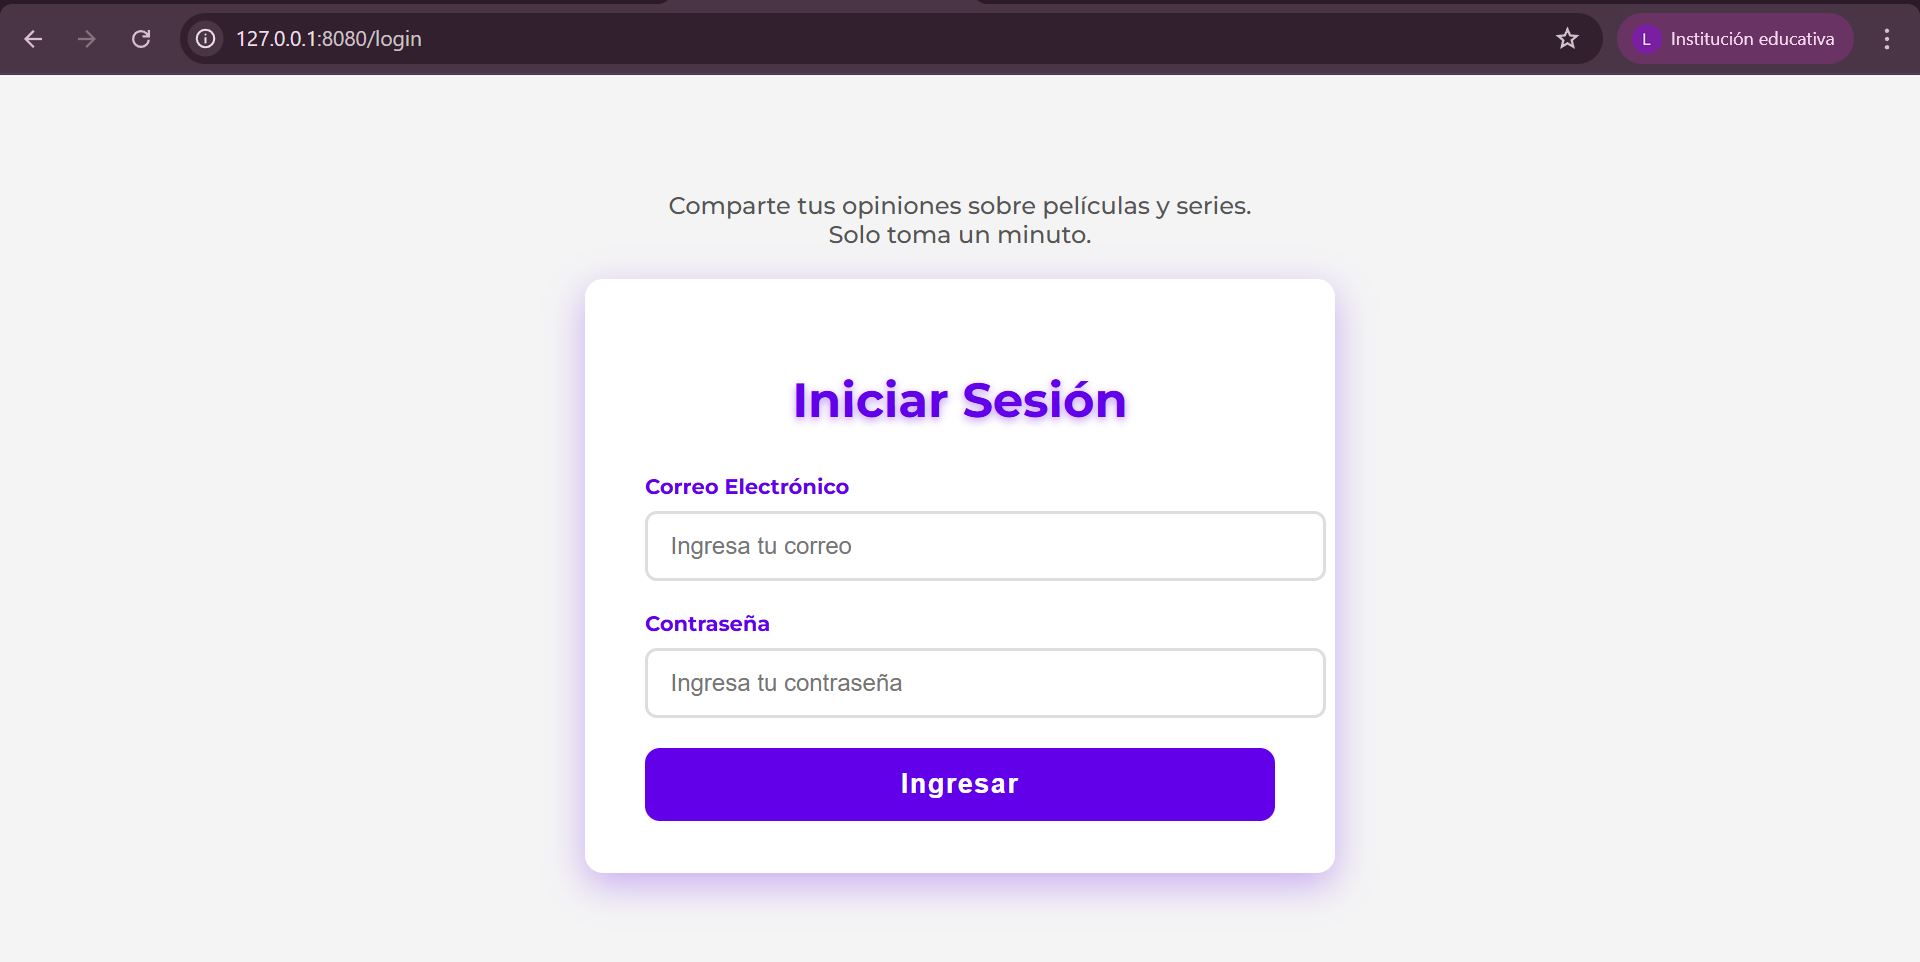 127.0.0.1:8080/login
L Institución educativa
Comparte tus opiniones sobre películas y series.
Solo toma un minuto.
Iniciar Sesión
Correo Electrónico
Ingresa tu correo
Contraseña
Ingresa tu contraseña
Ingresar